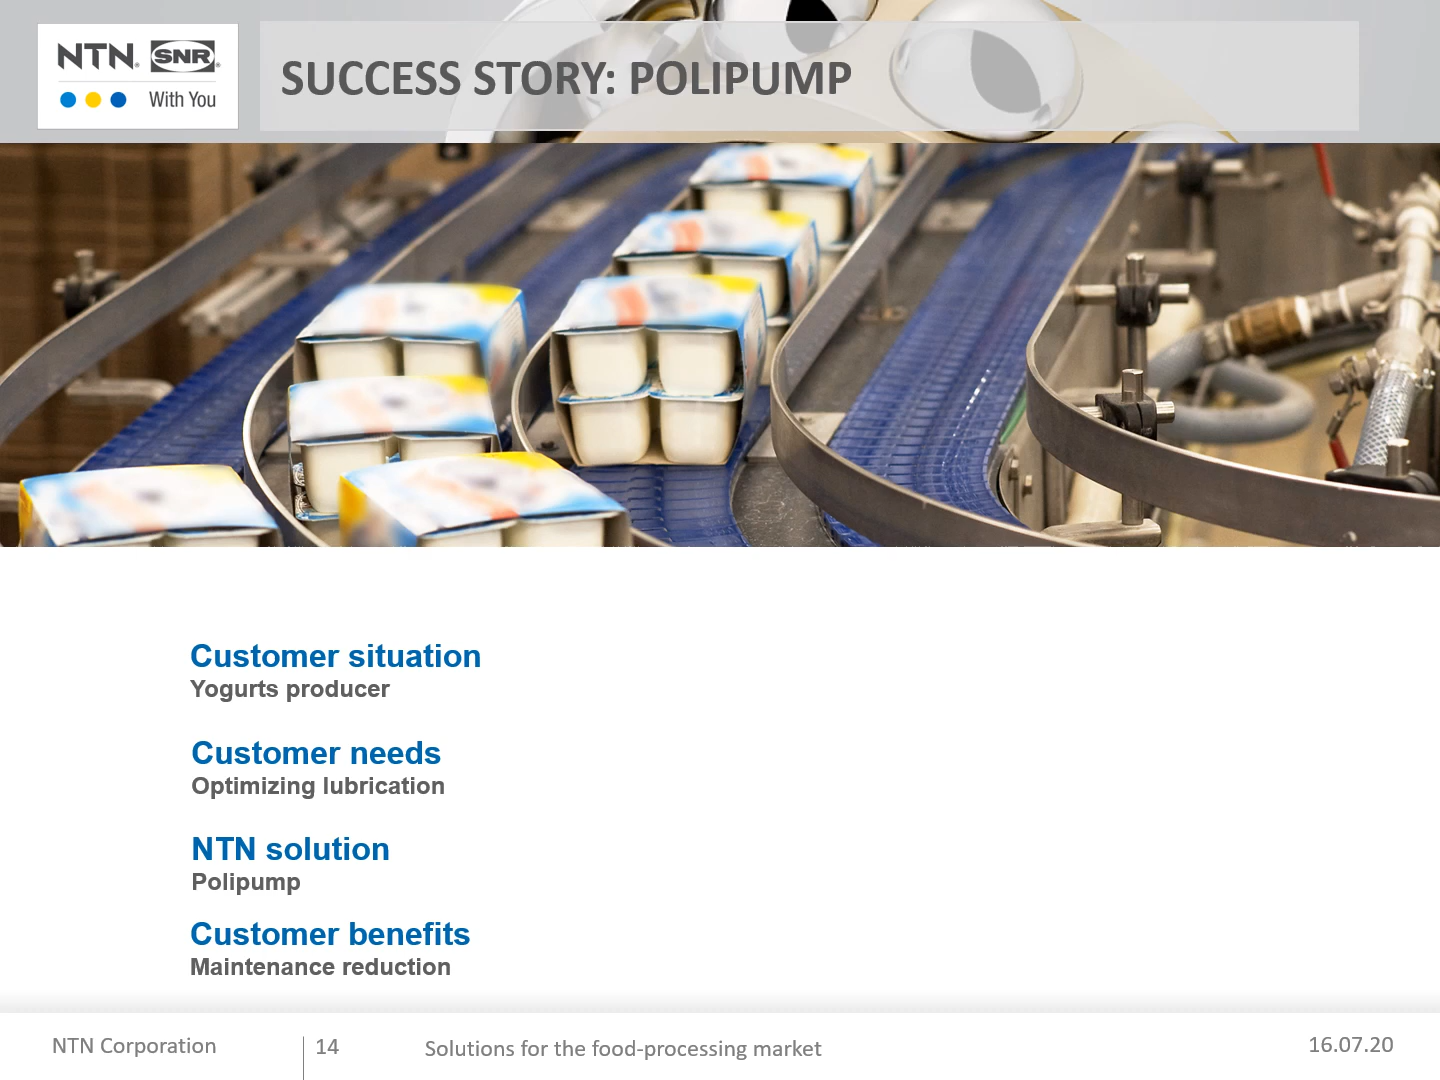 NTN® SNR®
With You
SUCCESS STORY: POLIPUMP
Customer situation
Yogurts producer
Customer needs
Optimizing lubrication
NTN solution
Polipump
Customer benefits
Maintenance reduction
NTN Corporation
14
Solutions for the food-processing market
16.07.20